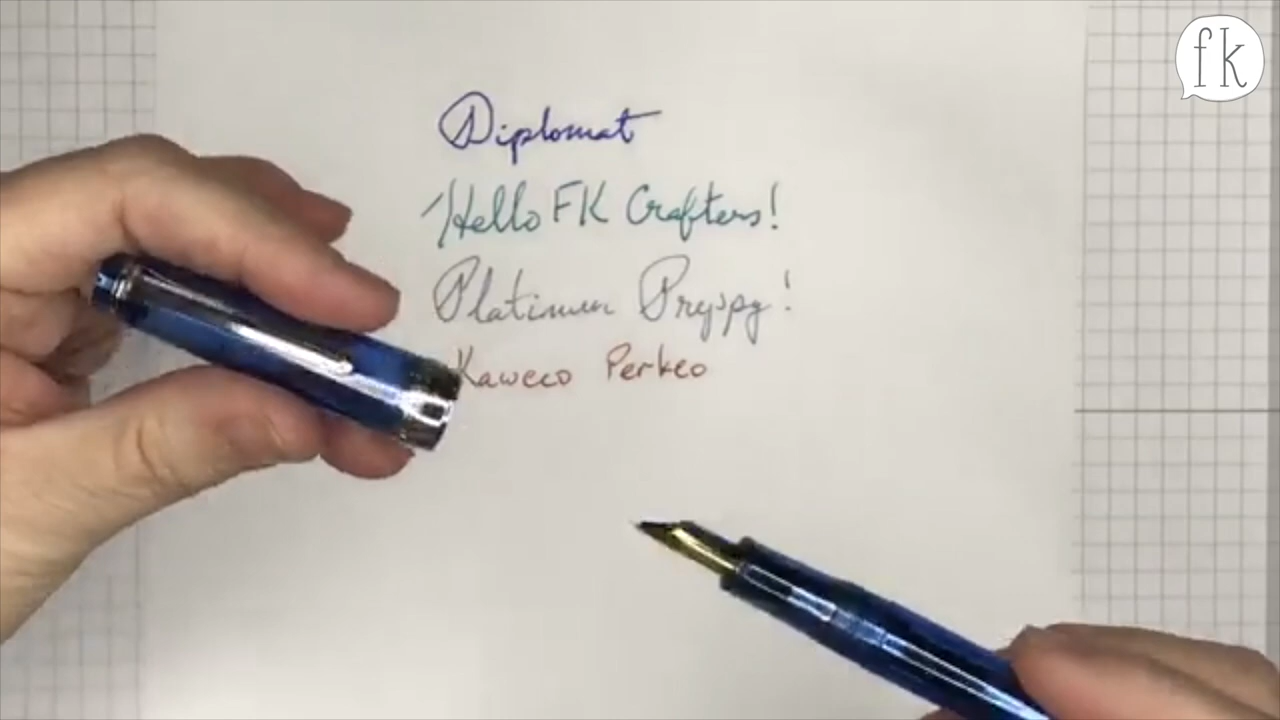 fk
Diplomat
Hello FK Crafters!
Platinum Preppy!
Kaweco Perkeo